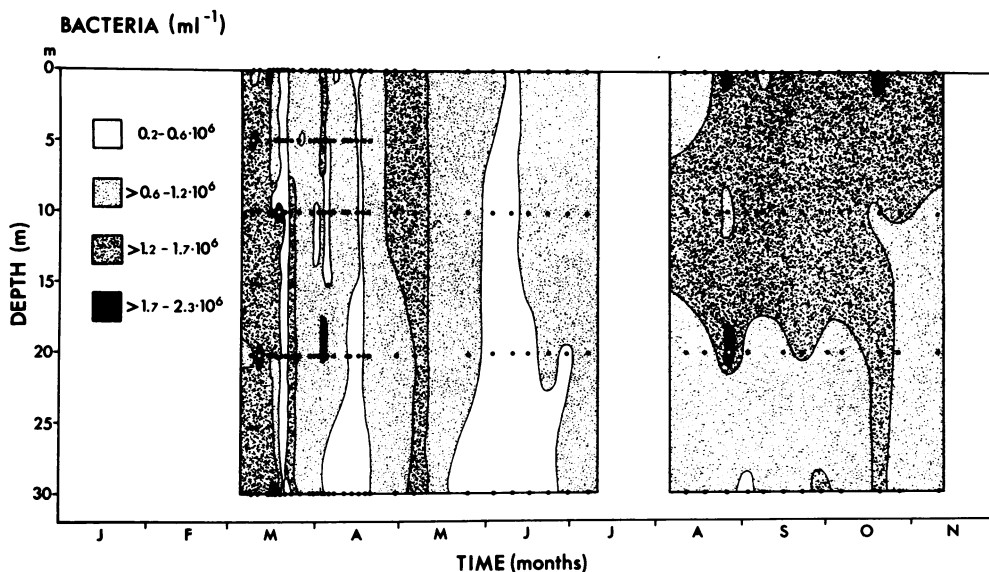 BACTERIA (ml⁻¹)
m
0
5
10
15
20
25
30
DEPTH (m)
0.2-0.6·10⁶
>0.6-1.2·10⁶
>1.2-1.7·10⁶
>1.7-2.3·10⁶
J F M A M J J A S O N
TIME (months)